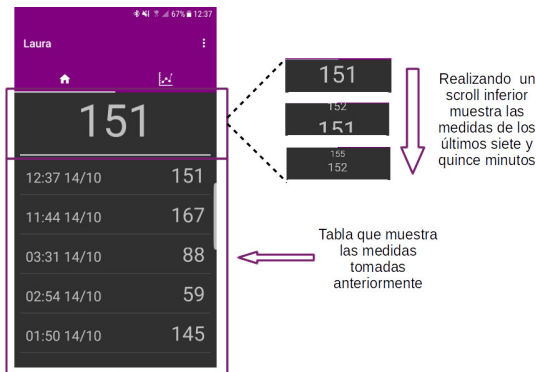 67% 12:37
Laura
151
12:37 14/10 151
11:44 14/10 167
03:31 14/10 88
02:54 14/10 59
01:50 14/10 145
151
152
151
155
152
Realizando un
scroll inferior
muestra las
medidas de los
últimos siete y
quince minutos
Tabla que muestra
las medidas
tomadas
anteriormente